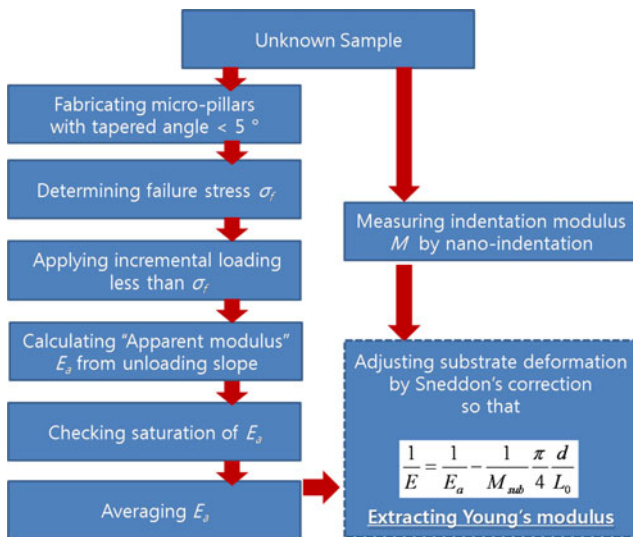 Unknown Sample
Fabricating micro-pillars
with tapered angle < 5 °
Determining failure stress σf
Applying incremental loading
less than σf
Calculating “Apparent modulus”
Ea from unloading slope
Checking saturation of Ea
Averaging Ea
Measuring indentation modulus
M by nano-indentation
Adjusting substrate deformation
by Sneddon’s correction
so that
1/E = 1/Ea − 1/Msub π/4 d/L0
Extracting Young’s modulus